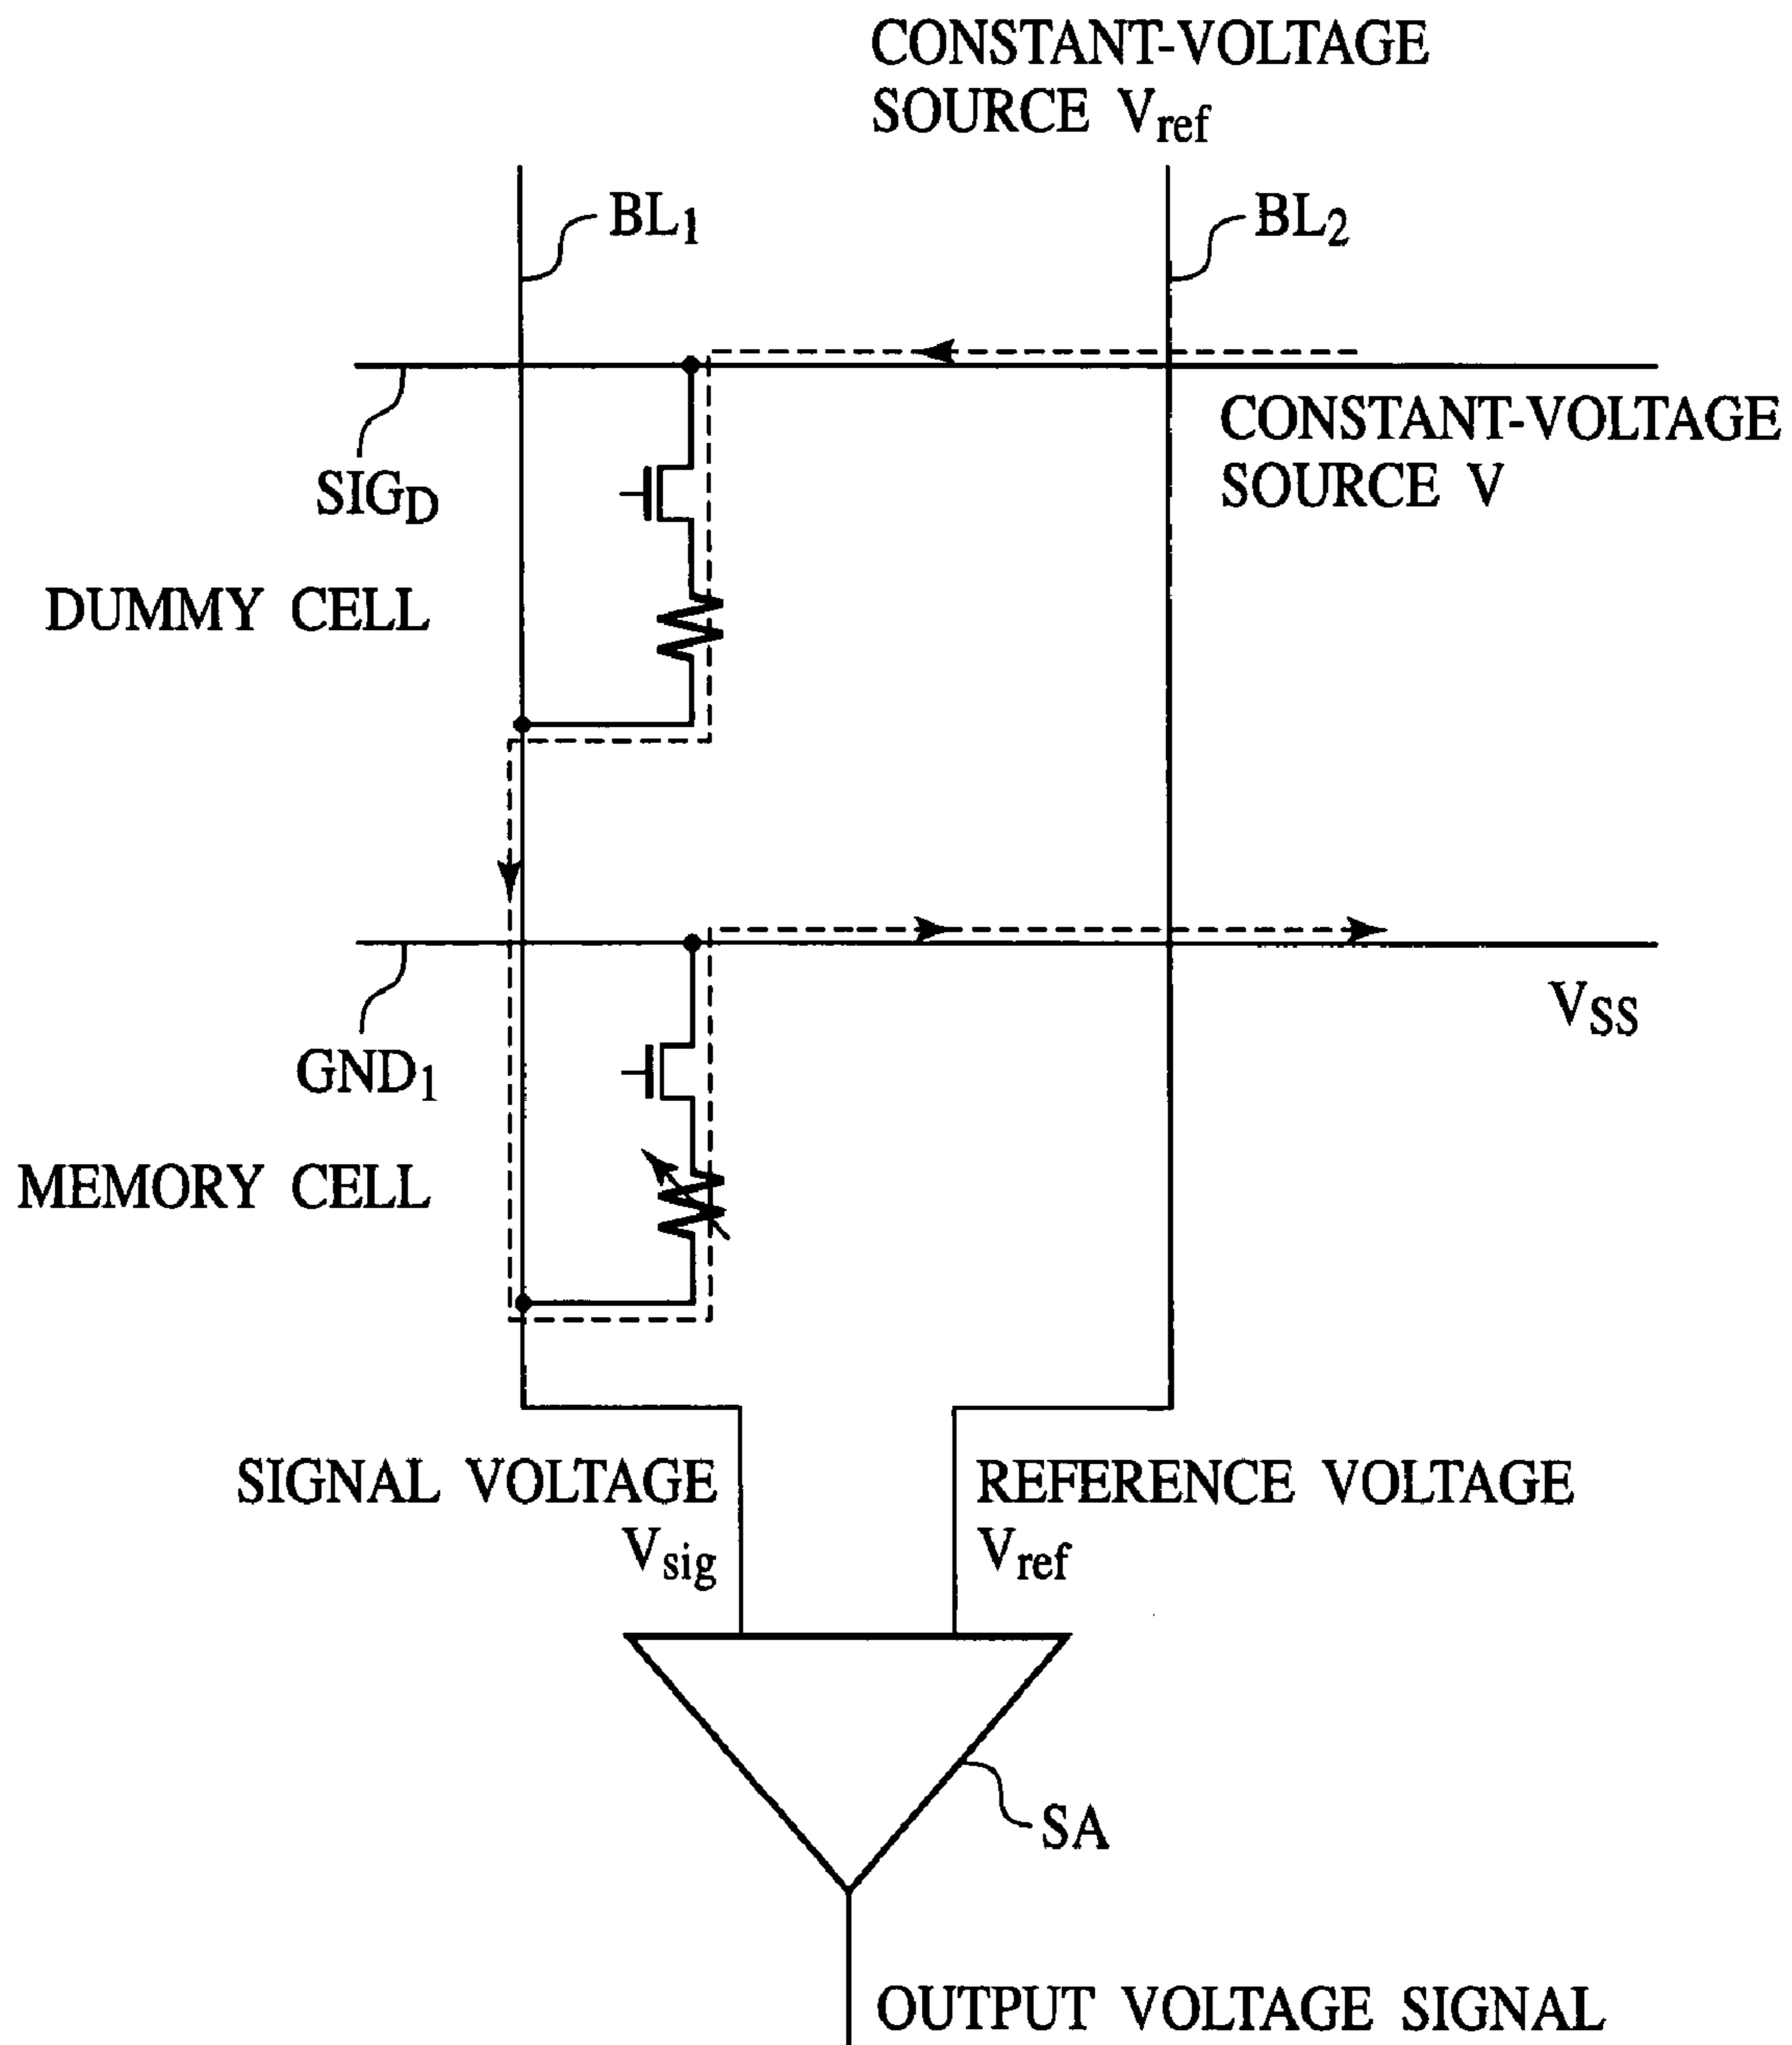 CONSTANT-VOLTAGE
SOURCE Vref
BL1
BL2
CONSTANT-VOLTAGE
SOURCE V
SIGD
DUMMY CELL
VSS
GND1
MEMORY CELL
SIGNAL VOLTAGE
Vsig
REFERENCE VOLTAGE
Vref
SA
OUTPUT VOLTAGE SIGNAL